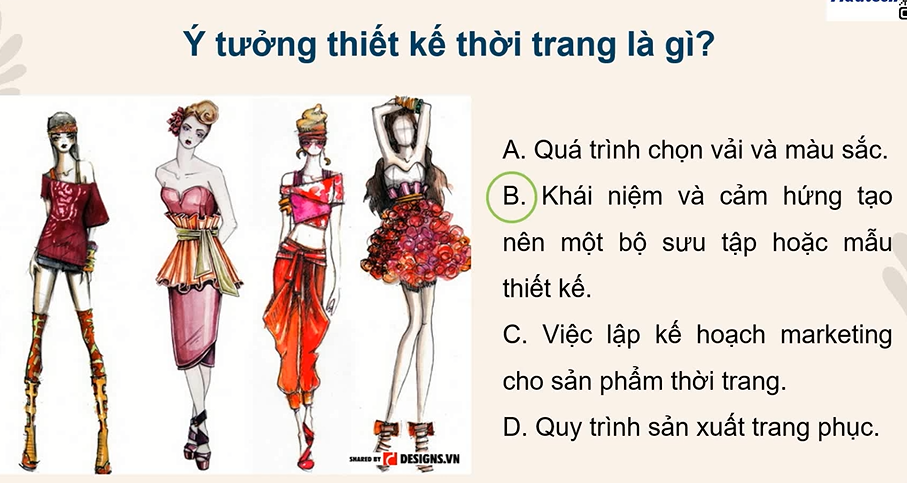 Ý tưởng thiết kế thời trang là gì?
A. Quá trình chọn vải và màu sắc.
B. Khái niệm và cảm hứng tạo
nên một bộ sưu tập hoặc mẫu
thiết kế.
C. Việc lập kế hoạch marketing
cho sản phẩm thời trang.
D. Quy trình sản xuất trang phục.
SHARED BY DESIGNS.VN